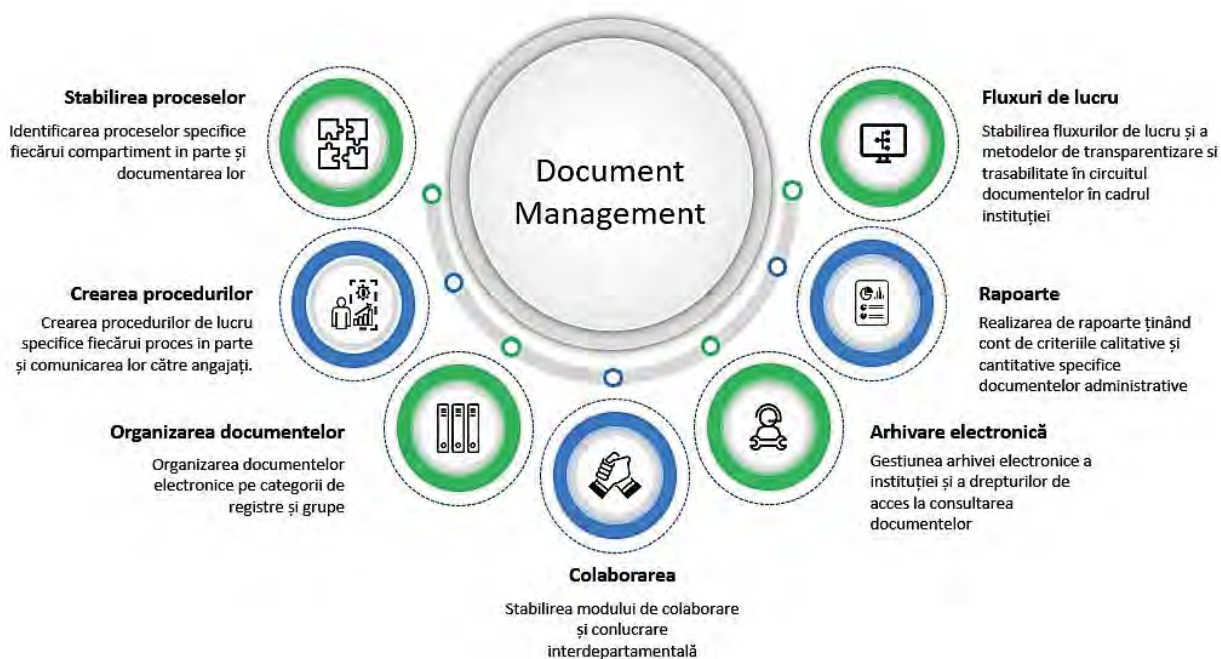 Document
Management
Stabilirea proceselor
Identificarea proceselor specifice
fiecărui compartiment in parte și
documentarea lor
Crearea procedurilor
Crearea procedurilor de lucru
specifice fiecărui proces in parte
și comunicarea lor către angajați.
Organizarea documentelor
Organizarea documentelor
electronice pe categorii de
registre și grupe
Colaborarea
Stabilirea modului de colaborare
și conlucrare
interdepartamentală
Arhivare electronică
Gestiunea arhivei electronice a
instituției și a drepturilor de
acces la consultarea
documentelor
Rapoarte
Realizarea de rapoarte ținând
cont de criteriile calitative și
cantitative specifice
documentelor administrative
Fluxuri de lucru
Stabilirea fluxurilor de lucru și a
metodelor de transparentizare si
trasabilitate în circuitul
documentelor în cadrul
instituției